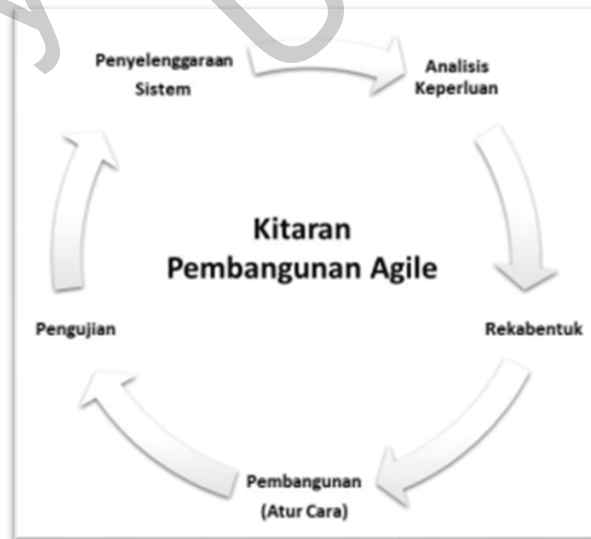 Penyelenggaraan
Sistem
Analisis
Keperluan
Kitaran
Pembangunan Agile
Pengujian
Rekabentuk
Pembangunan
(Atur Cara)